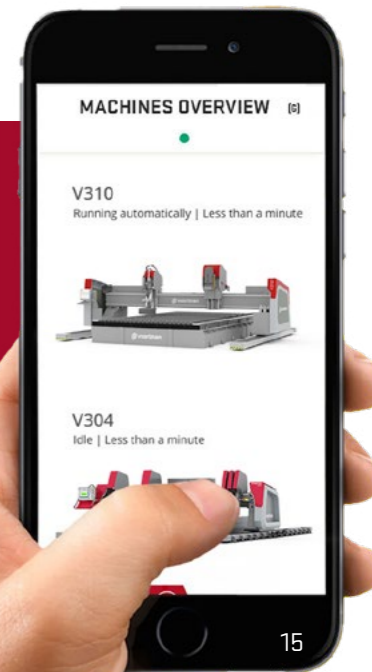 MACHINES OVERVIEW
V310
Running automatically | Less than a minute
V304
Idle | Less than a minute
15